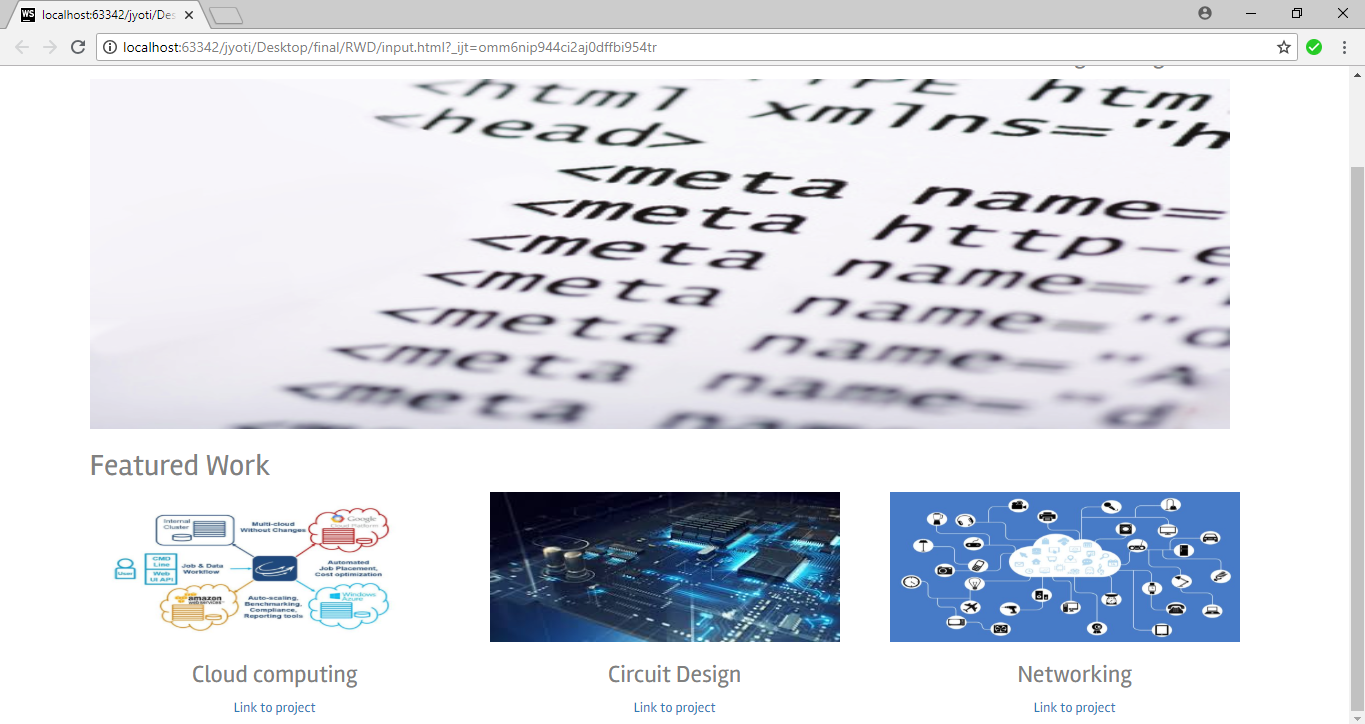 WS localhost:63342/jyoti/Des
localhost:63342/jyoti/Desktop/final/RWD/input.html?_ijt=omm6nip944ci2aj0dffbi954tr
TYPE htm
<html xmlns="h
<head>
<meta name=
<meta http-e
<meta name="
<meta name="d
<meta name="A
<meta name="d
<meta name
Featured Work
Internal
Cluster
Multi-cloud
Without Changes
Google
Cloud Platform
User
CMD
Line
Web
UI API
Job & Data
Workflow
Automated
Job Placement,
Cost optimization
amazon
web services
Auto-scaling,
Benchmarking,
Compliance,
Reporting tools
Windows
Azure
Cloud computing
Circuit Design
Networking
Link to project
Link to project
Link to project